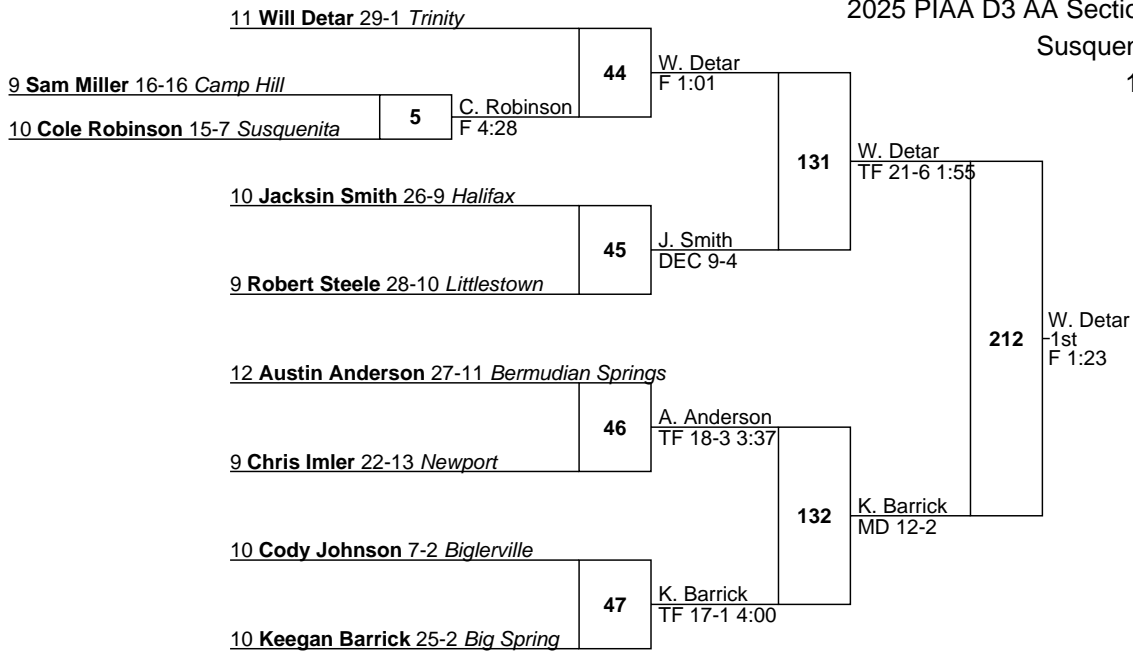 2025 PIAA D3 AA Sectio
Susquen
1
11 Will Detar 29-1 Trinity
44
W. Detar
F 1:01
9 Sam Miller 16-16 Camp Hill
5
C. Robinson
F 4:28
10 Cole Robinson 15-7 Susquenita
131
W. Detar
TF 21-6 1:55
10 Jacksin Smith 26-9 Halifax
45
J. Smith
DEC 9-4
9 Robert Steele 28-10 Littlestown
212
W. Detar
1st
F 1:23
12 Austin Anderson 27-11 Bermudian Springs
46
A. Anderson
TF 18-3 3:37
9 Chris Imler 22-13 Newport
132
K. Barrick
MD 12-2
10 Cody Johnson 7-2 Biglerville
47
K. Barrick
TF 17-1 4:00
10 Keegan Barrick 25-2 Big Spring